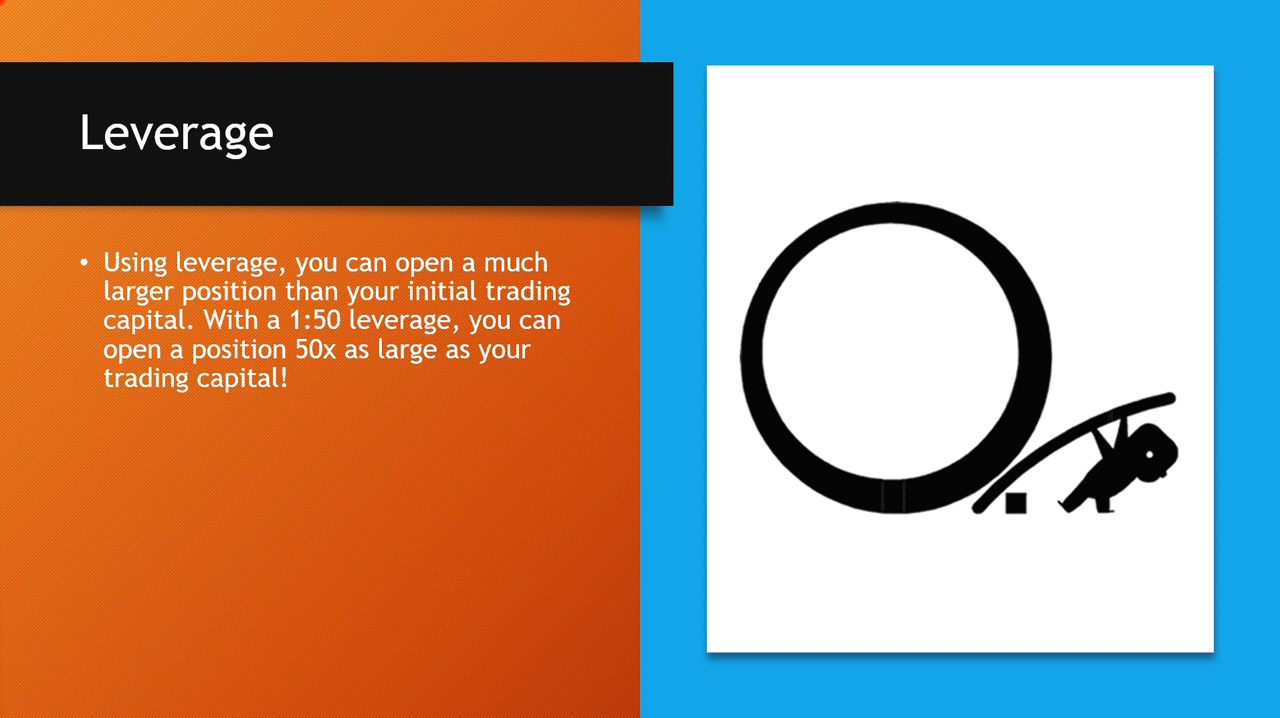 Leverage
• Using leverage, you can open a much
larger position than your initial trading
capital. With a 1:50 leverage, you can
open a position 50x as large as your
trading capital!